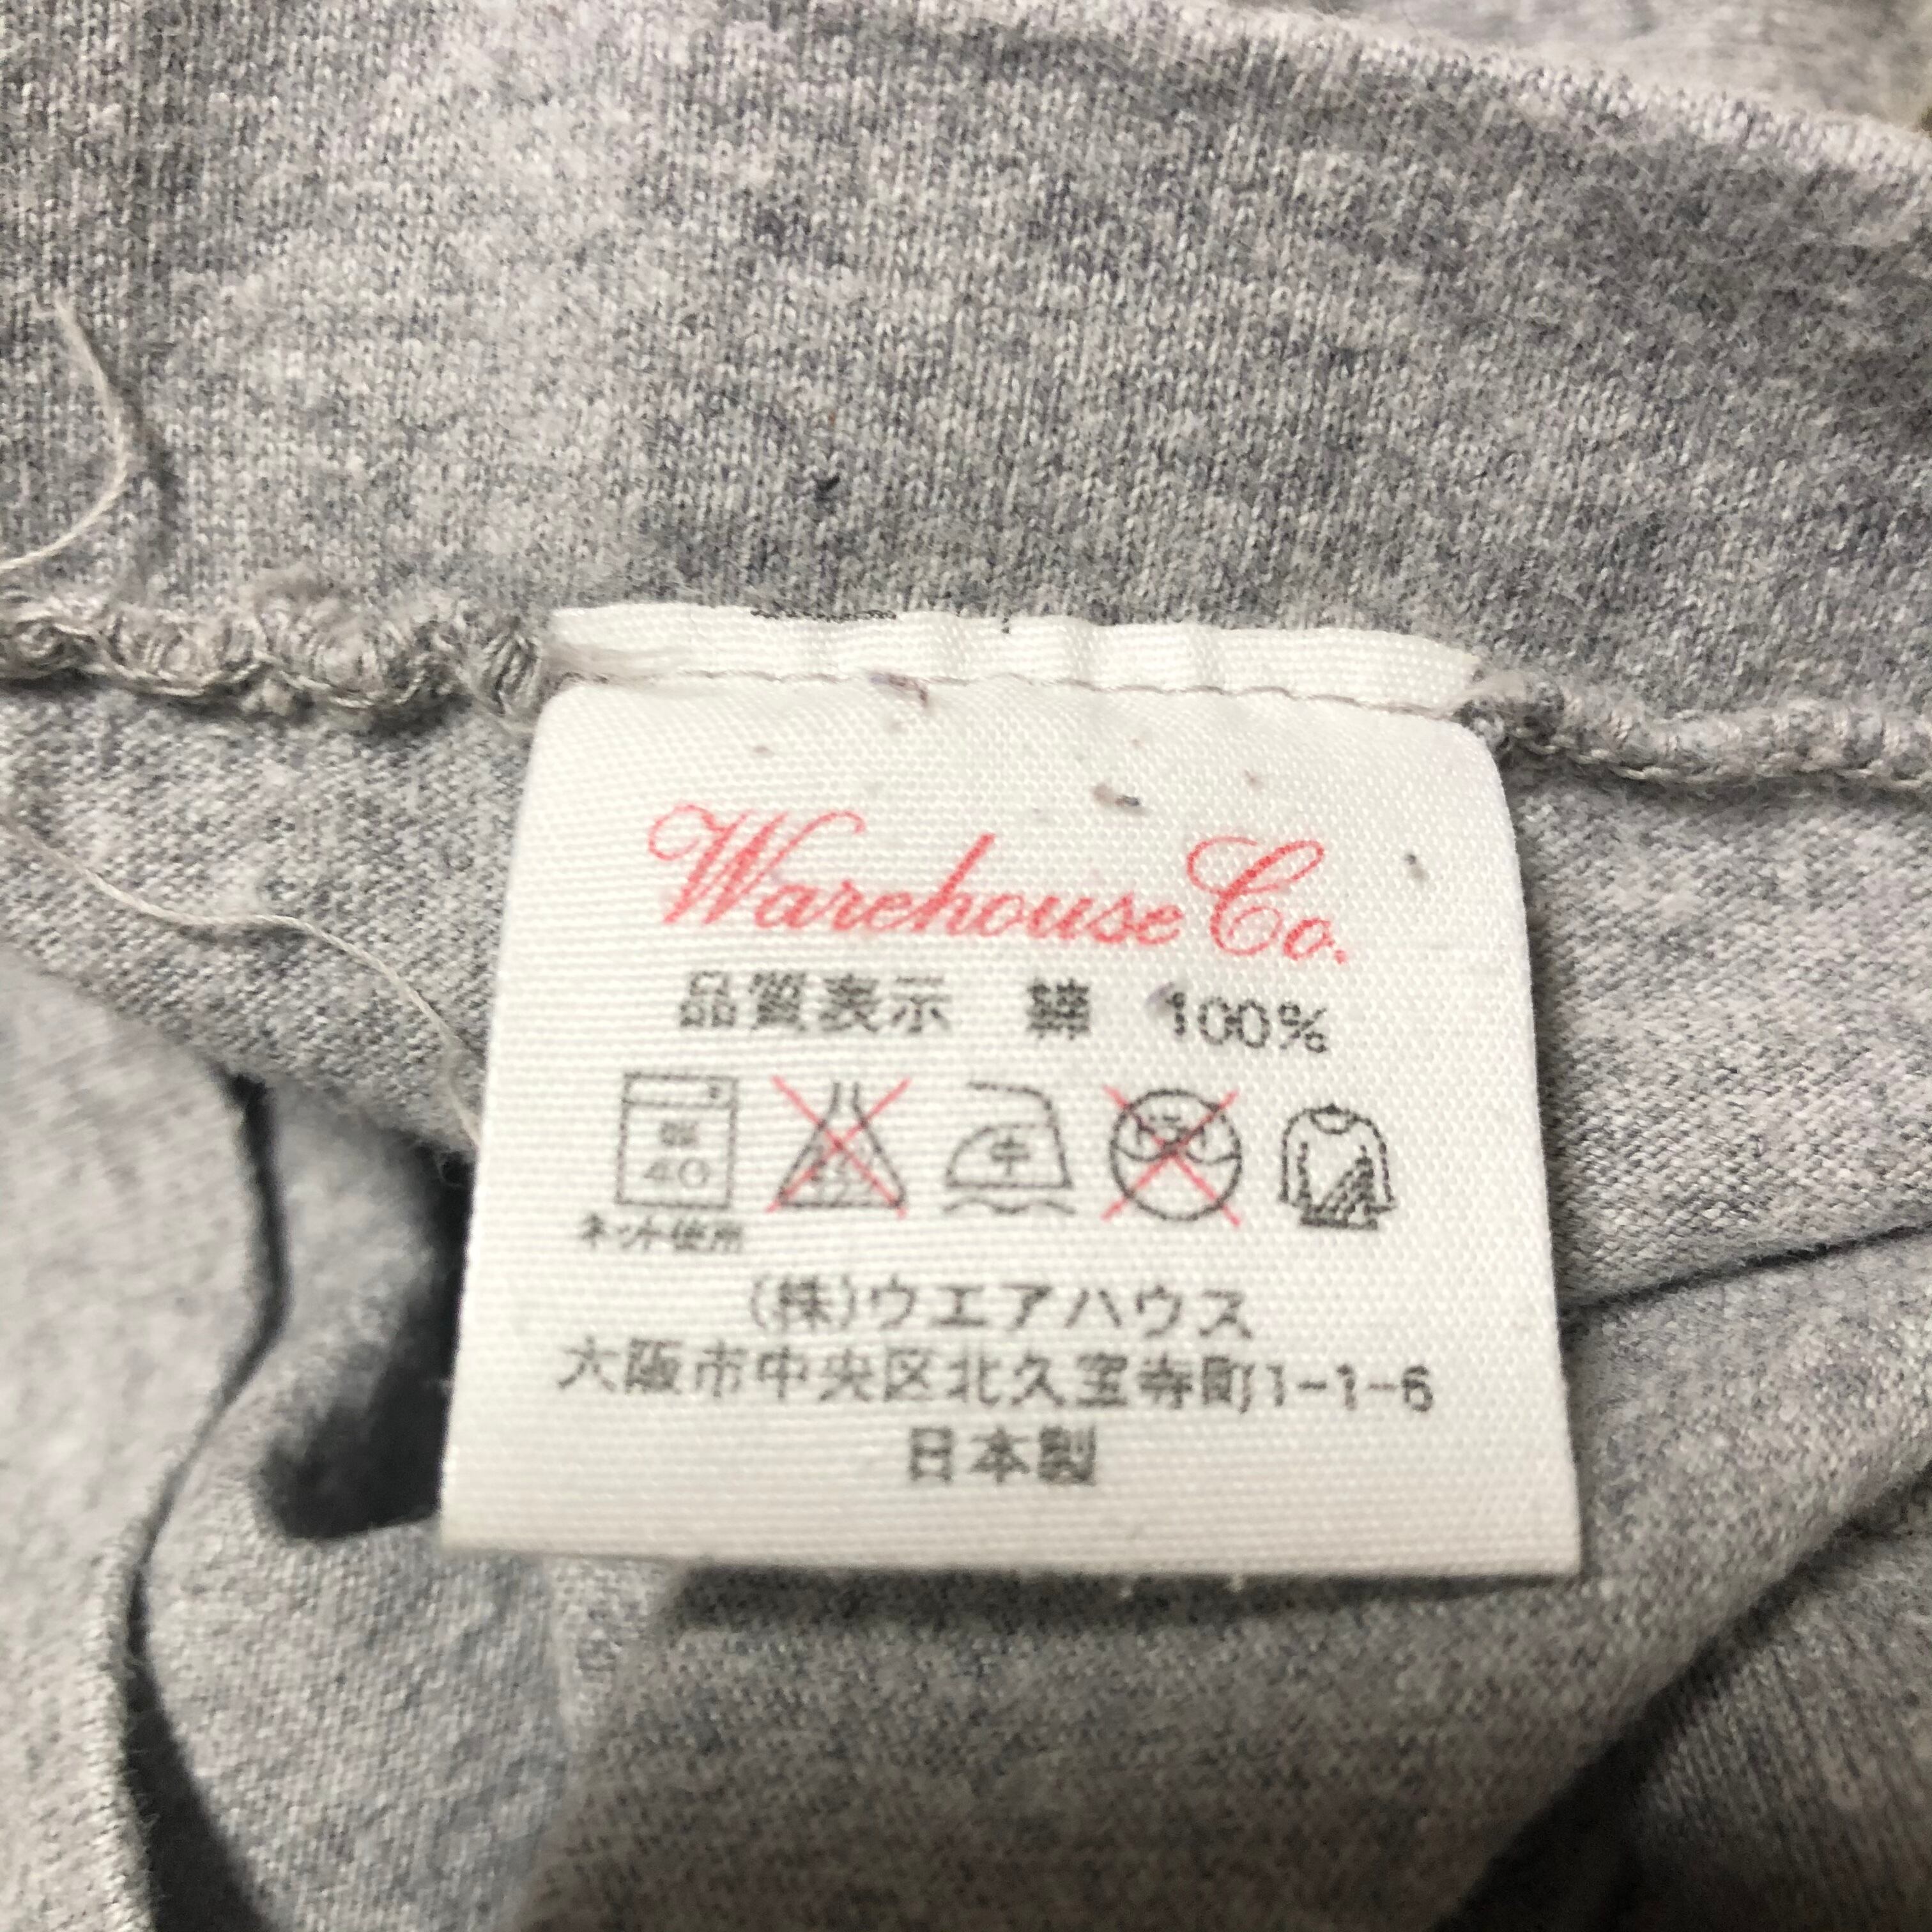 Warehouse Co.
品質表示 綿 100%
40 中
ネット使用
(株)ウエアハウス
大阪市中央区北久宝寺町1-1-6
日本製